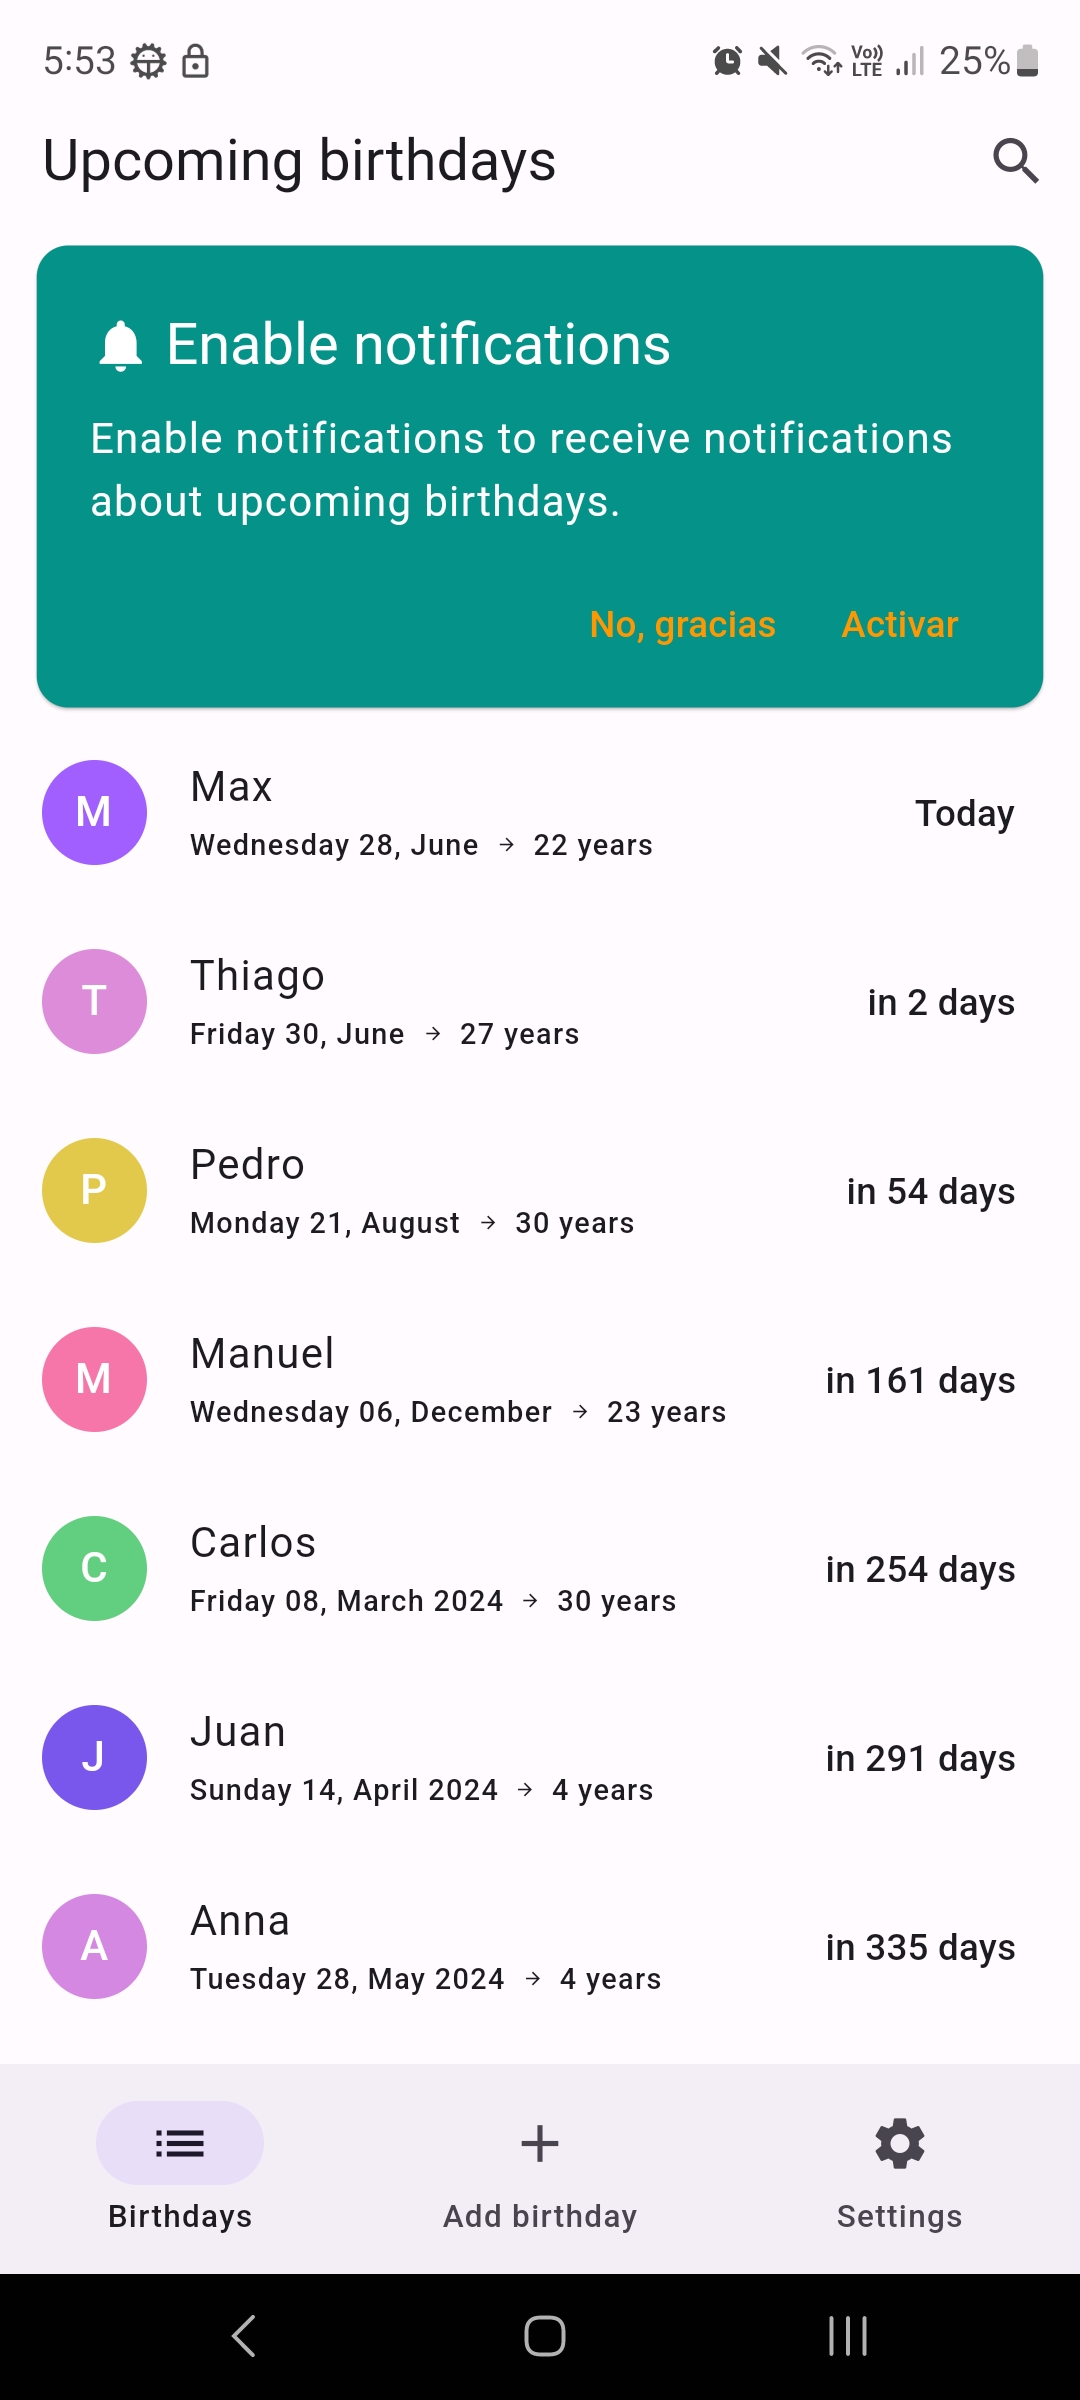 5:53 Vo)) LTE 25%
Upcoming birthdays
Enable notifications
Enable notifications to receive notifications
about upcoming birthdays.
No, gracias Activar
M Max
Wednesday 28, June → 22 years Today
T Thiago
Friday 30, June → 27 years in 2 days
P Pedro
Monday 21, August → 30 years in 54 days
M Manuel
Wednesday 06, December → 23 years in 161 days
C Carlos
Friday 08, March 2024 → 30 years in 254 days
J Juan
Sunday 14, April 2024 → 4 years in 291 days
A Anna
Tuesday 28, May 2024 → 4 years in 335 days
Birthdays Add birthday Settings